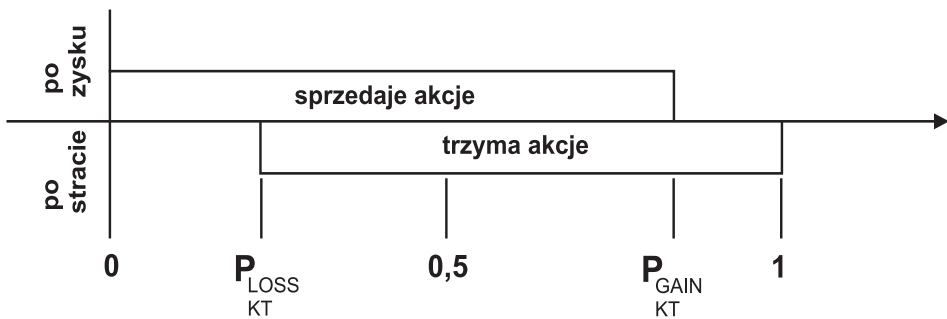 po
zysku
sprzedaje akcje
po
stracie
trzyma akcje
0
P LOSS KT
0,5
P GAIN KT
1